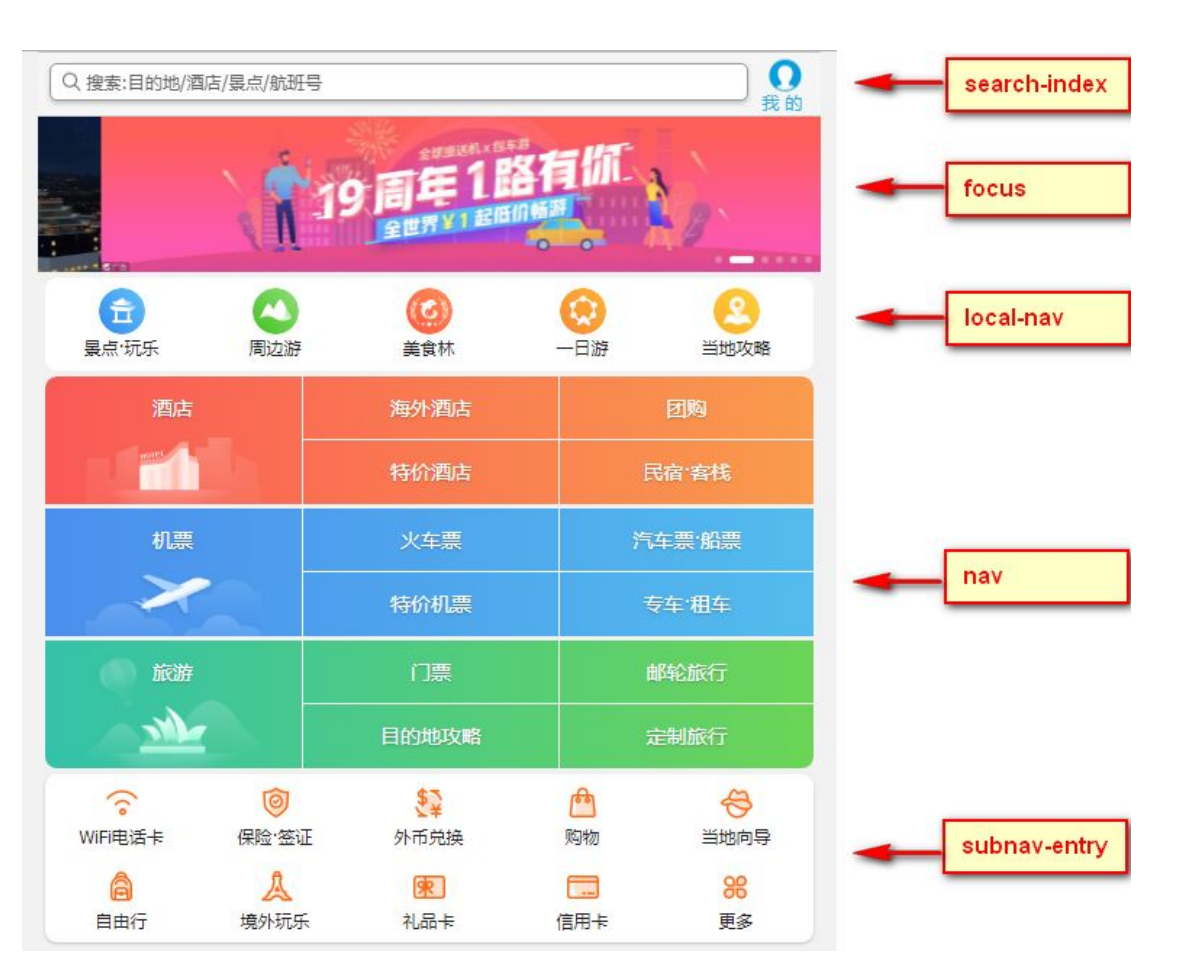 搜索:目的地/酒店/景点/航班号
我的
search-index
全球接送机 x 包车游
19周年1路有你
全世界￥1起低价畅游
广告
focus
景点·玩乐
周边游
美食林
一日游
当地攻略
local-nav
酒店
海外酒店
团购
HOTEL
特价酒店
民宿·客栈
机票
火车票
汽车票·船票
nav
特价机票
专车·租车
旅游
门票
邮轮旅行
目的地攻略
定制旅行
WiFi电话卡
保险·签证
外币兑换
购物
当地向导
subnav-entry
自由行
境外玩乐
礼品卡
信用卡
更多